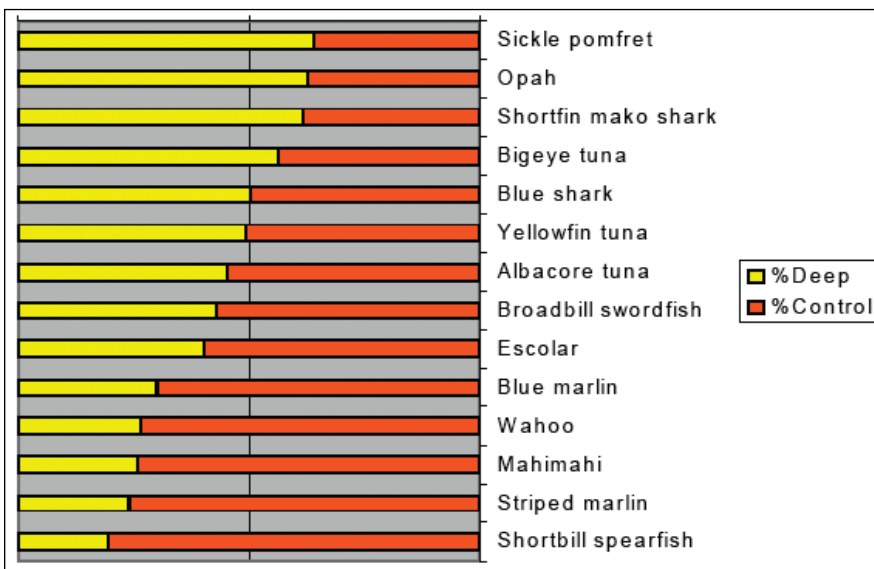 Sickle pomfret
Opah
Shortfin mako shark
Bigeye tuna
Blue shark
Yellowfin tuna
Albacore tuna
Broadbill swordfish
Escolar
Blue marlin
Wahoo
Mahimahi
Striped marlin
Shortbill spearfish
%Deep
%Control